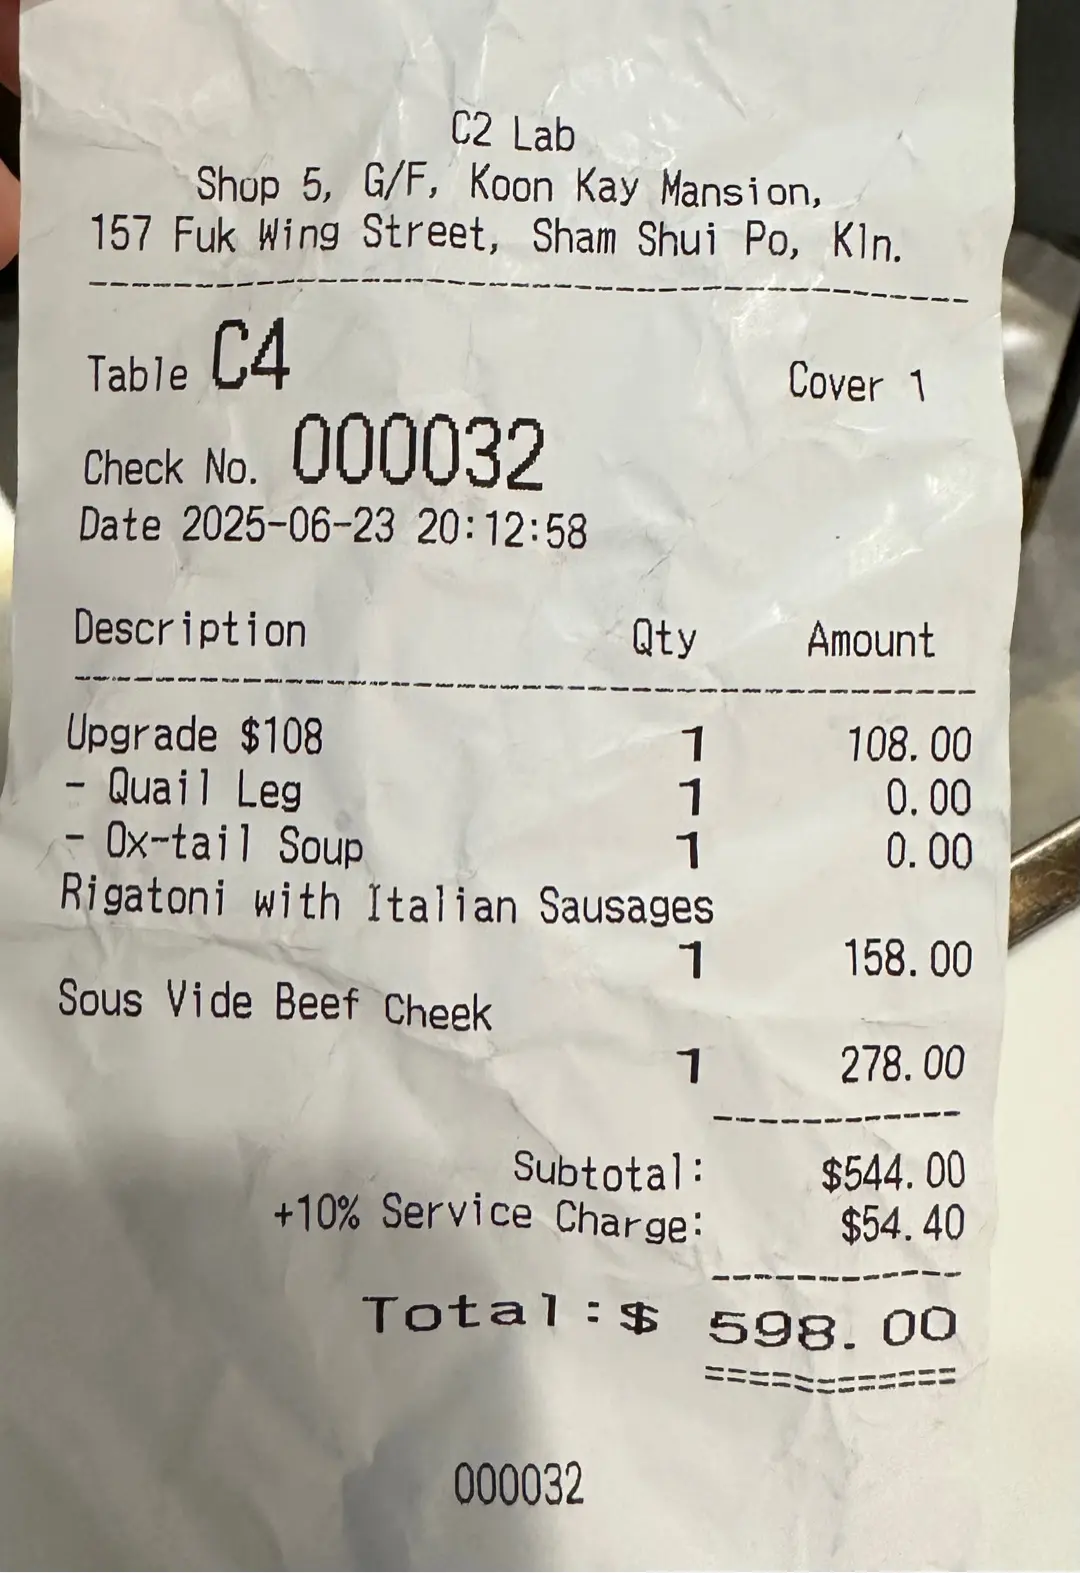 C2 Lab
Shop 5, G/F, Koon Kay Mansion,
157 Fuk Wing Street, Sham Shui Po, Kln.
Table C4 Cover 1
Check No. 000032
Date 2025-06-23 20:12:58
Description Qty Amount
Upgrade $108 1 108.00
- Quail Leg 1 0.00
- Ox-tail Soup 1 0.00
Rigatoni with Italian Sausages
1 158.00
Sous Vide Beef Cheek
1 278.00
Subtotal: $544.00
+10% Service Charge: $54.40
Total:$ 598.00
000032